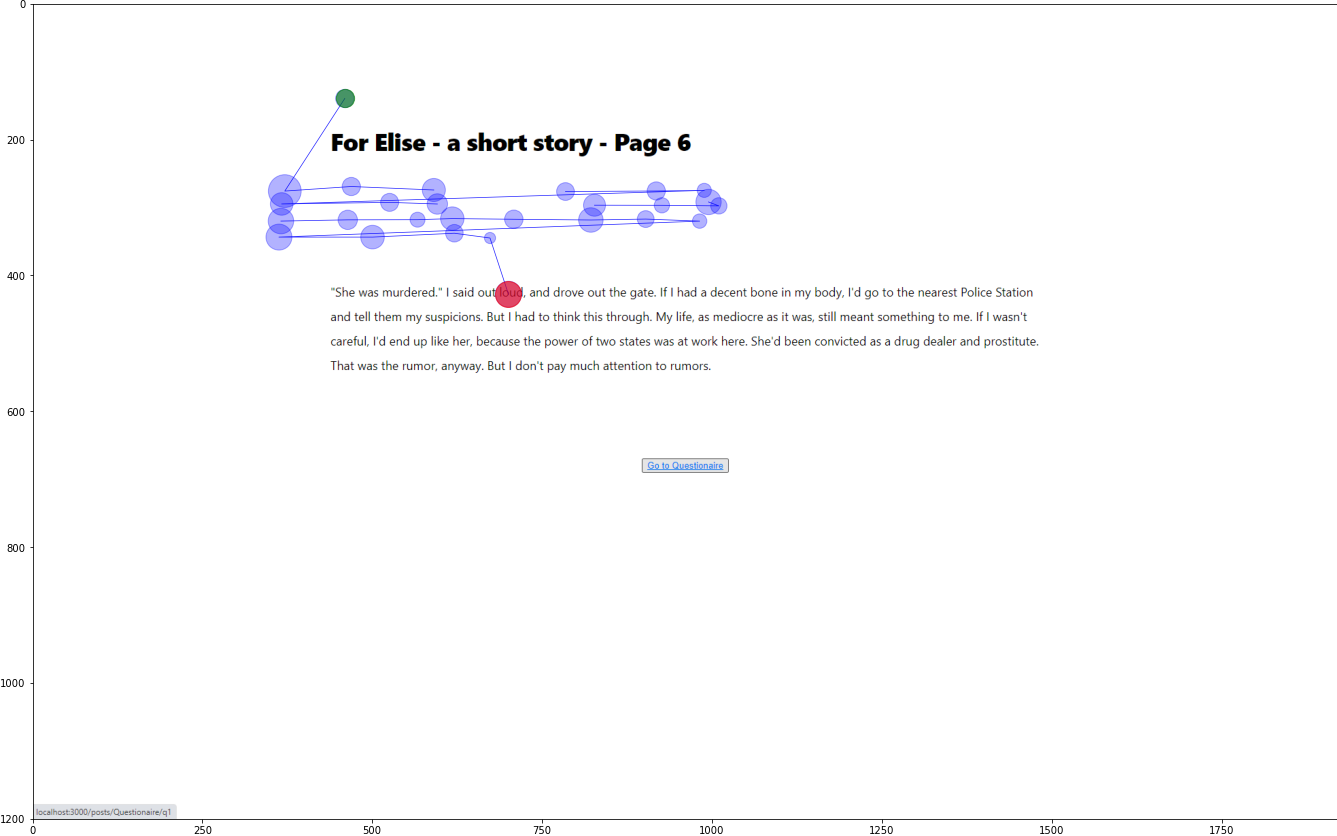 0
200
For Elise - a short story - Page 6
400
"She was murdered." I said out loud, and drove out the gate. If I had a decent bone in my body, I'd go to the nearest Police Station
and tell them my suspicions. But I had to think this through. My life, as mediocre as it was, still meant something to me. If I wasn't
careful, I'd end up like her, because the power of two states was at work here. She'd been convicted as a drug dealer and prostitute.
That was the rumor, anyway. But I don't pay much attention to rumors.
600
Go to Questionaire
800
1000
localhost:3000/posts/Questionaire/q1
1200
0 250 500 750 1000 1250 1500 1750